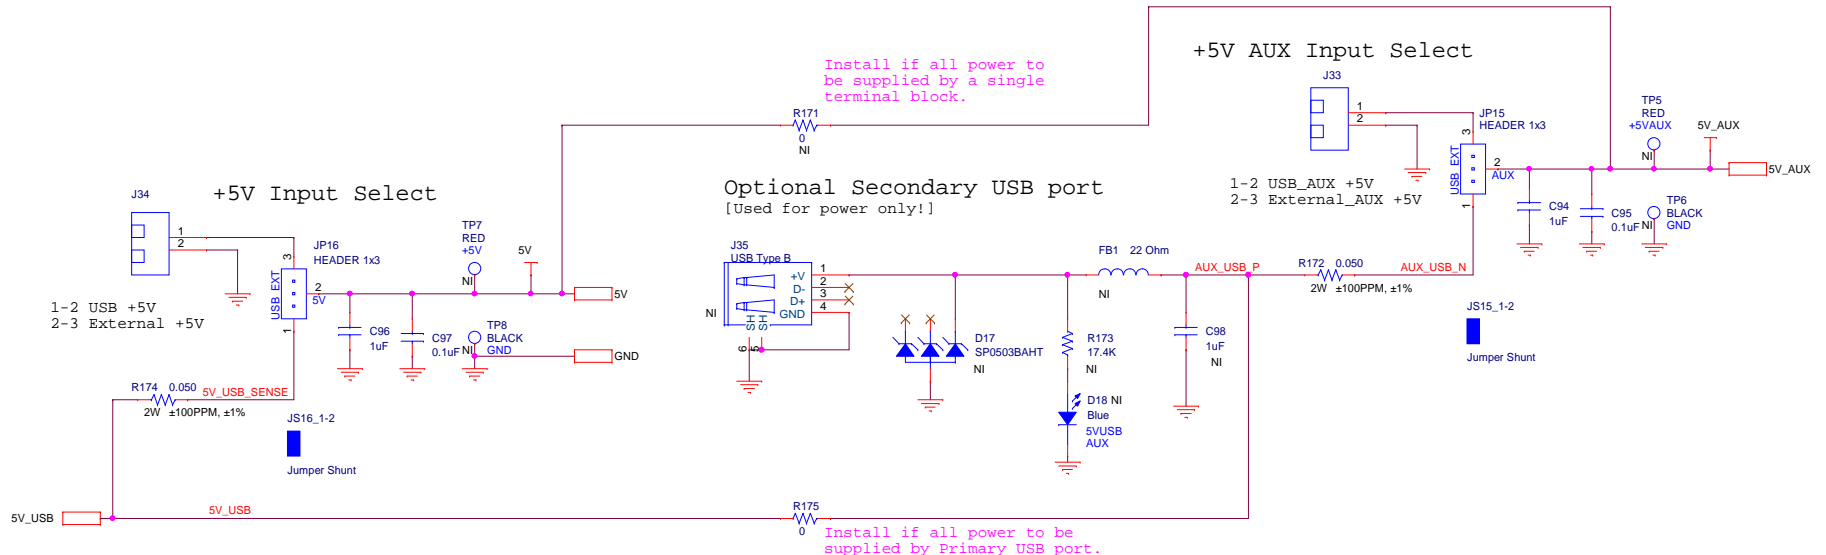 +5V AUX Input Select
Install if all power to
be supplied by a single
terminal block.
R171
0
NI
J33
1
2
JP15
HEADER 1x3
3
USB EXT
2
AUX
1
TP5
RED
+5VAUX
NI
5V_AUX
5V_AUX
1-2 USB_AUX +5V
2-3 External_AUX +5V
C94
1uF
C95
0.1uF
TP6
BLACK
GND
NI
+5V Input Select
J34
1
2
JP16
HEADER 1x3
3
USB EXT
2
5V
1
TP7
RED
+5V
NI
5V
5V
1-2 USB +5V
2-3 External +5V
C96
1uF
C97
0.1uF
TP8
BLACK
GND
NI
GND
Optional Secondary USB port
[Used for power only!]
J35
USB Type B
+V
D-
D+
GND
1
2
3
4
SH
SH
6
5
NI
FB1 22 Ohm
NI
AUX_USB_P
R172 0.050
2W ±100PPM, ±1%
AUX_USB_N
D17
SP0503BAHT
NI
R173
17.4K
C98
1uF
NI
D18 NI
Blue
5VUSB
AUX
JS15_1-2
Jumper Shunt
R174 0.050
2W ±100PPM, ±1%
5V_USB_SENSE
JS16_1-2
Jumper Shunt
5V_USB
5V_USB
R175
0
Install if all power to be
supplied by Primary USB port.